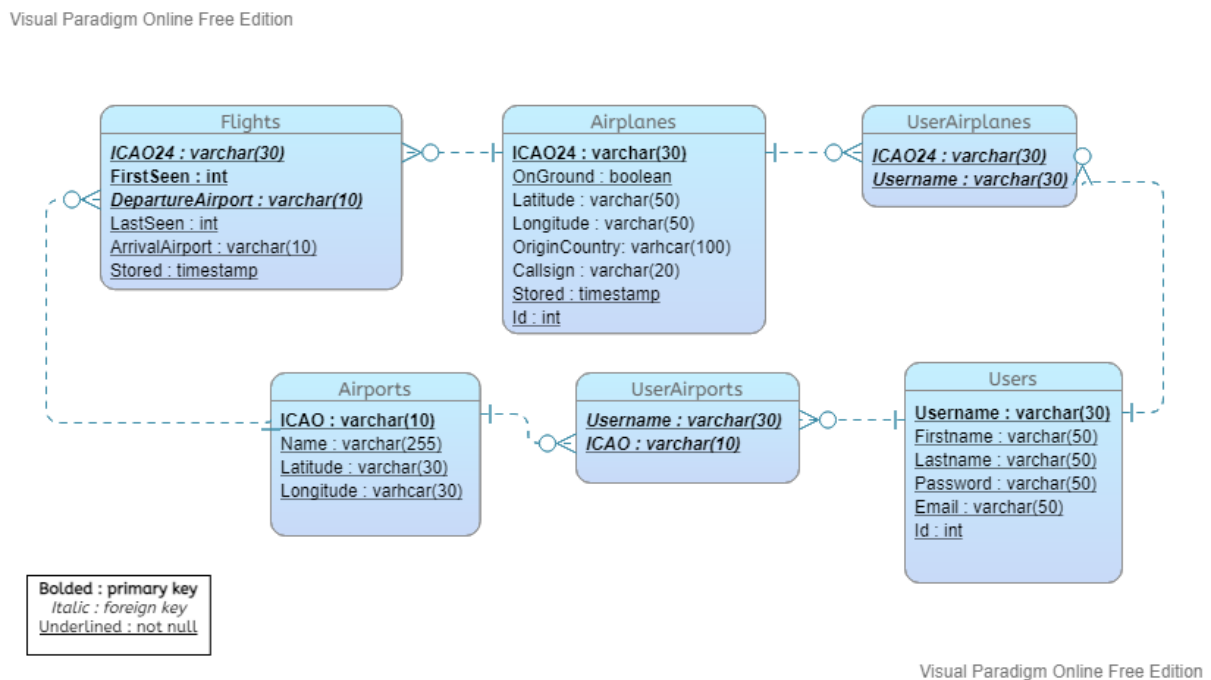 Visual Paradigm Online Free Edition
Flights
ICAO24 : varchar(30)
FirstSeen : int
DepartureAirport : varchar(10)
LastSeen : int
ArrivalAirport : varchar(10)
Stored : timestamp
Airplanes
ICAO24 : varchar(30)
OnGround : boolean
Latitude : varchar(50)
Longitude : varchar(50)
OriginCountry: varhcar(100)
Callsign : varchar(20)
Stored : timestamp
Id : int
UserAirplanes
ICAO24 : varchar(30)
Username : varchar(30)
Airports
ICAO : varchar(10)
Name : varchar(255)
Latitude : varchar(30)
Longitude : varhcar(30)
UserAirports
Username : varchar(30)
ICAO : varchar(10)
Users
Username : varchar(30)
Firstname : varchar(50)
Lastname : varchar(50)
Password : varchar(50)
Email : varchar(50)
Id : int
Bolded : primary key
Italic : foreign key
Underlined : not null
Visual Paradigm Online Free Edition